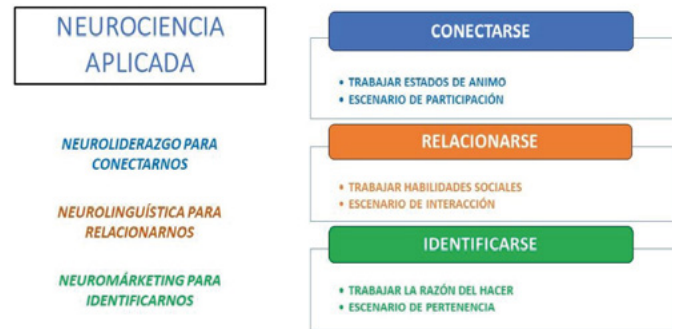 NEUROCIENCIA
APLICADA
NEUROLIDERAZGO PARA
CONECTARNOS
NEUROLINGUÍSTICA PARA
RELACIONARNOS
NEUROMÁRKETING PARA
IDENTIFICARNOS
CONECTARSE
• TRABAJAR ESTADOS DE ANIMO
• ESCENARIO DE PARTICIPACIÓN
RELACIONARSE
• TRABAJAR HABILIDADES SOCIALES
• ESCENARIO DE INTERACCIÓN
IDENTIFICARSE
• TRABAJAR LA RAZÓN DEL HACER
• ESCENARIO DE PERTENENCIA